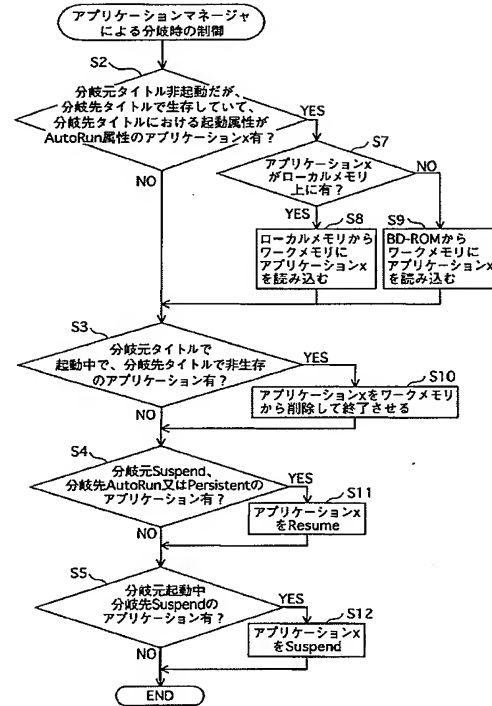 アプリケーションマネージャ
による分岐時の制御
S2
分岐元タイトル非起動だが、
分岐先タイトルで生存していて、
分岐先タイトルにおける起動属性が
AutoRun属性のアプリケーションx有?
YES
NO
S7
アプリケーションx
がローカルメモリ
上に有?
NO
YES
S8
ローカルメモリから
ワークメモリに
アプリケーションx
を読み込む
S9
BD-ROMから
ワークメモリに
アプリケーションx
を読み込む
S3
分岐元タイトルで
起動中で、分岐先タイトルで非生存
のアプリケーション有?
YES
NO
S10
アプリケーションxをワークメモリ
から削除して終了させる
S4
分岐元Suspend、
分岐先AutoRun又はPersistentの
アプリケーション有?
YES
NO
S11
アプリケーションx
をResume
S5
分岐元起動中
分岐先Suspendの
アプリケーション有?
YES
NO
S12
アプリケーションx
をSuspend
END